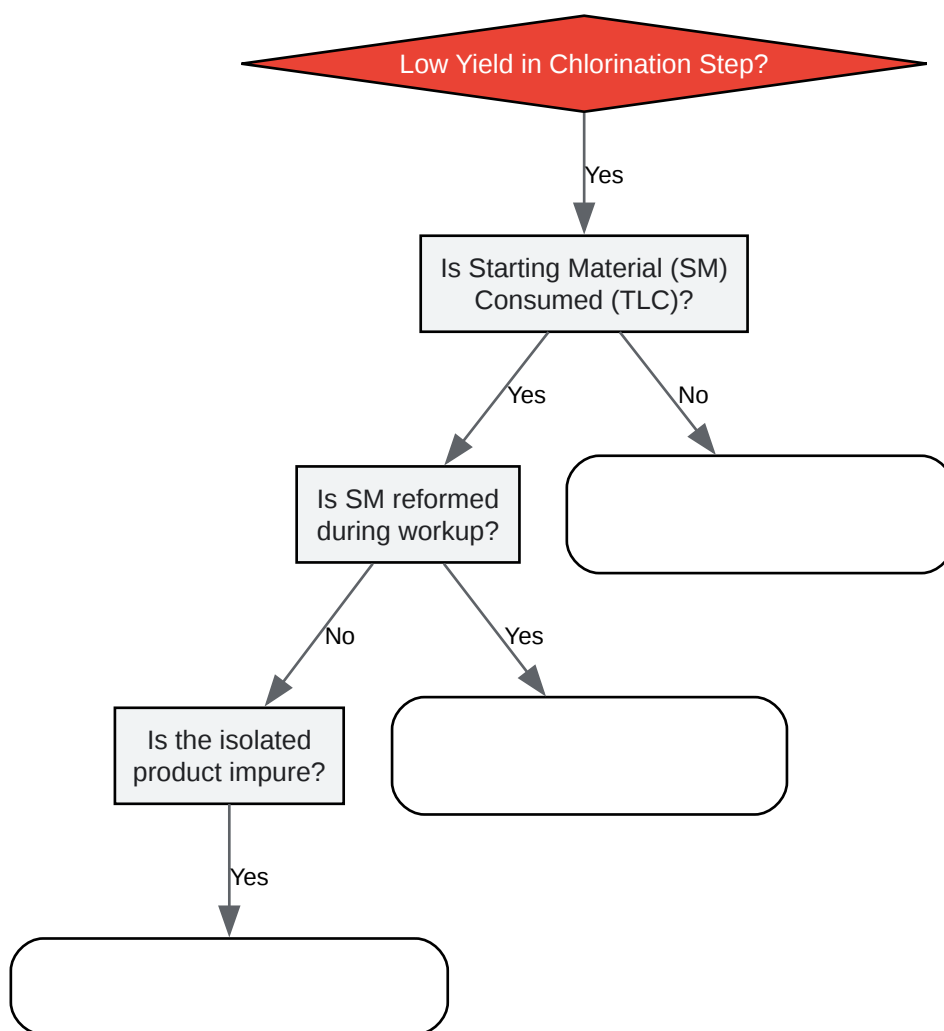 Low Yield in Chlorination Step?
Yes
Is Starting Material (SM)
Consumed (TLC)?
Yes
No
Is SM reformed
during workup?
No
Yes
Is the isolated
product impure?
Yes